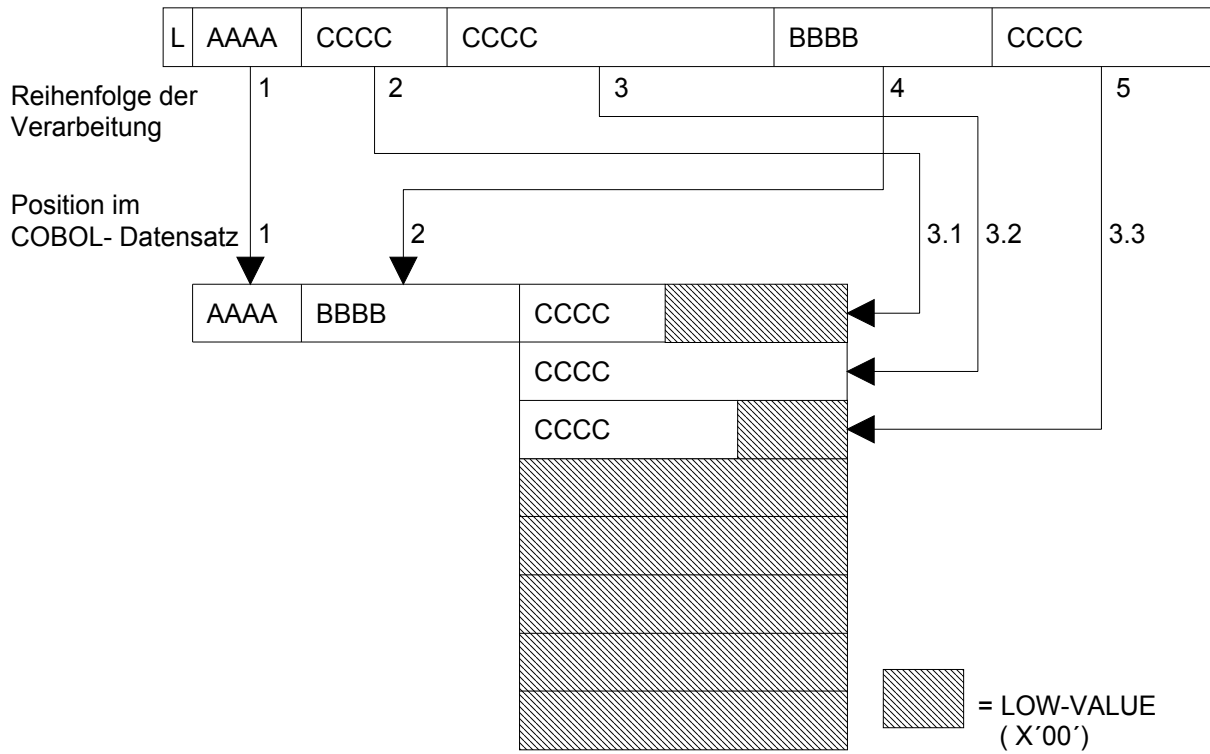 L AAAA CCCC CCCC BBBB CCCC
Reihenfolge der
Verarbeitung
1 2 3 4 5
Position im
COBOL- Datensatz
1 2 3.1 3.2 3.3
AAAA BBBB CCCC
CCCC
CCCC
= LOW-VALUE
( X´00´)